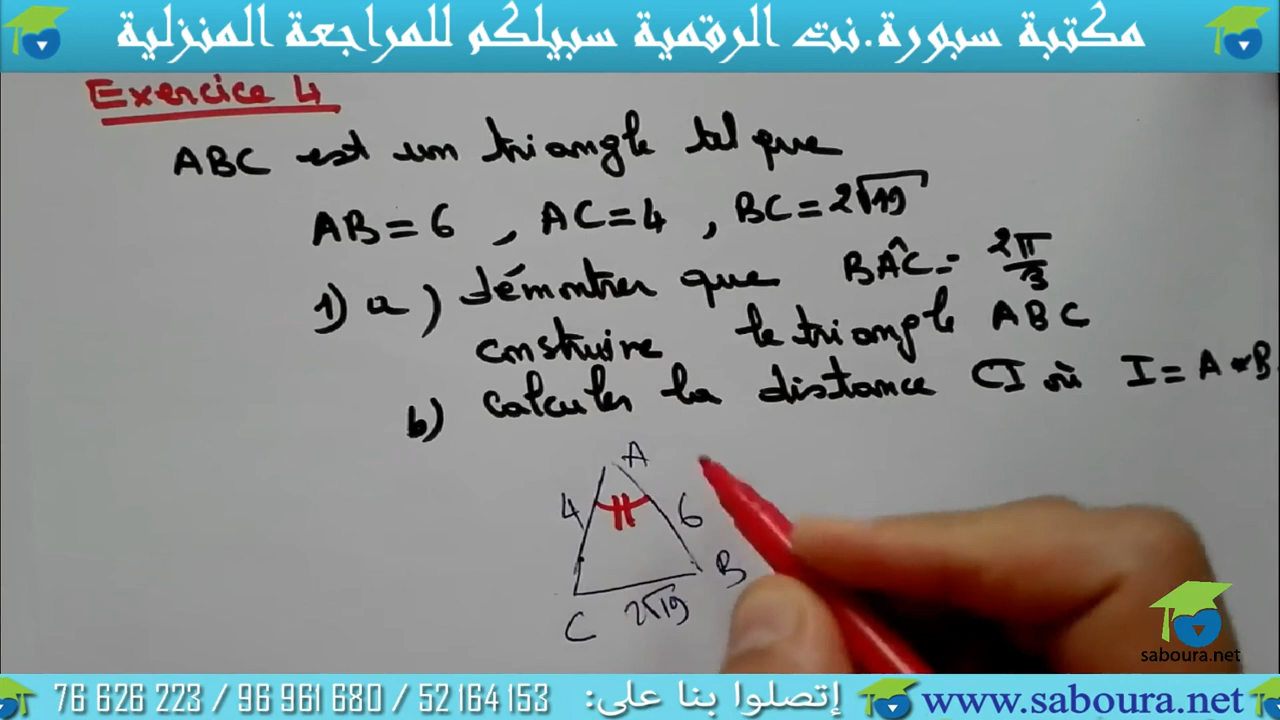 مكتبة سبورة.نت الرقمية سبيلكم للمراجعة المنزلية
Exercice 4
ABC est un triangle tel que
AB = 6 , AC = 4 , BC = 2√19
1) a) démontrer que BÂC = 2π/3
construire le triangle ABC
b) calculer la distance CI où I = A * B
A
4 6
B
C 2√19
saboura.net
76 626 223 / 96 961 680 / 52 164 153 إتصلوا بنا على: www.saboura.net